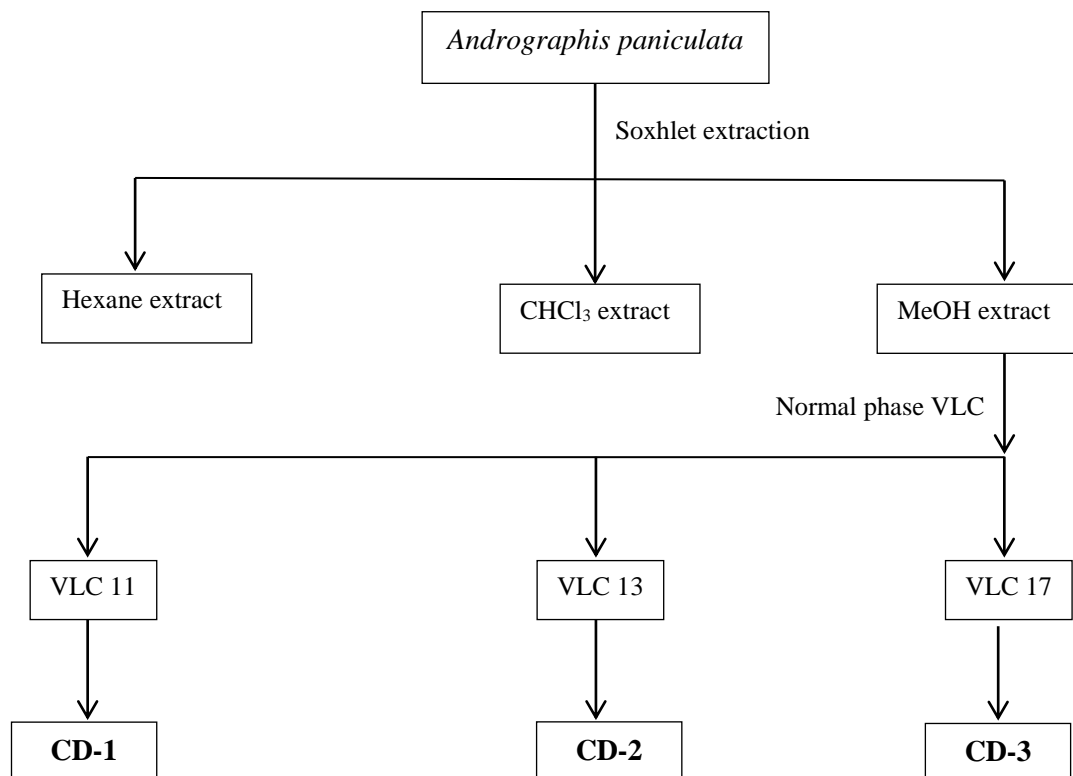 Andrographis paniculata
Soxhlet extraction
Hexane extract
CHCl₃ extract
MeOH extract
Normal phase VLC
VLC 11
VLC 13
VLC 17
CD-1
CD-2
CD-3